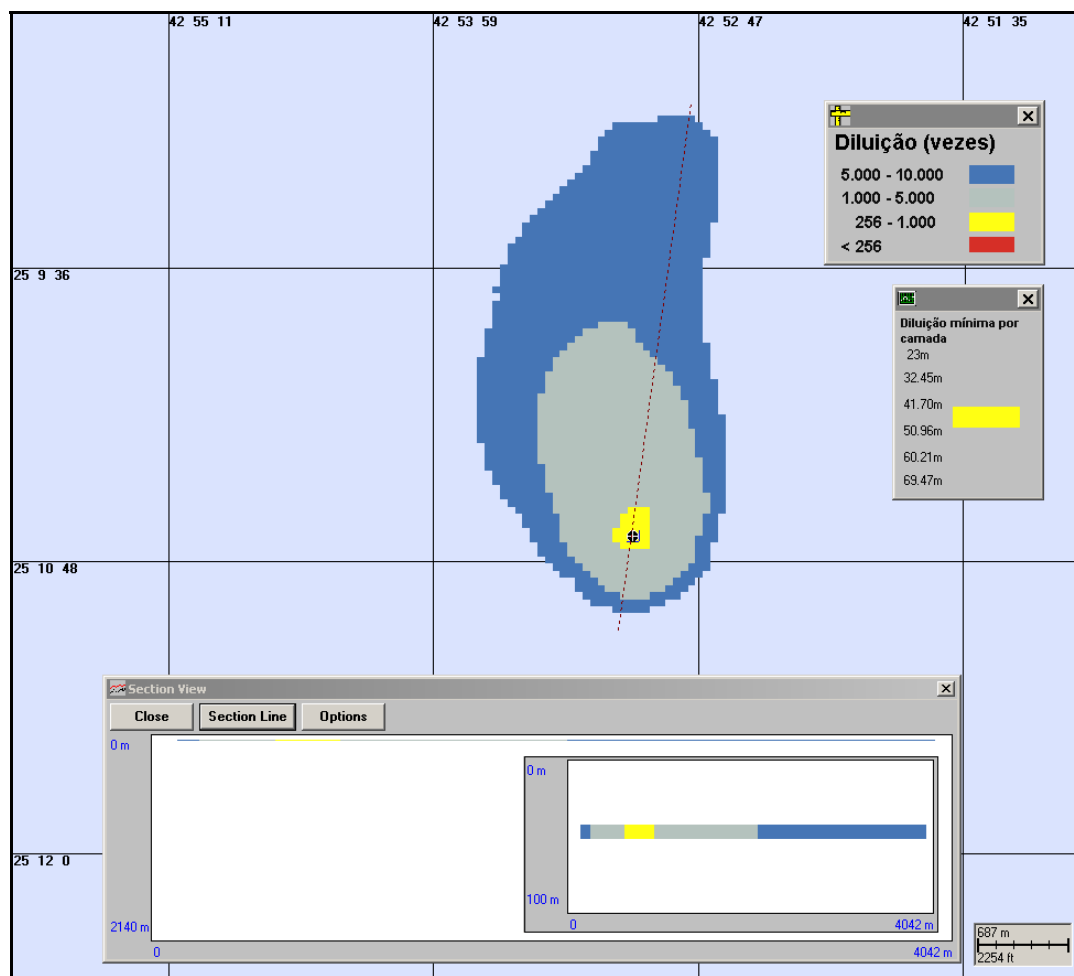 42 55 11
42 53 59
42 52 47
42 51 35
25 9 36
25 10 48
25 12 0
Diluição (vezes)
5.000 - 10.000
1.000 - 5.000
256 - 1.000
< 256
Diluição mínima por
camada
23m
32.45m
41.70m
50.96m
60.21m
69.47m
Section View
Close
Section Line
Options
0 m
2140 m
0
4042 m
0m
100 m
0
4042 m
687 m
2254 ft